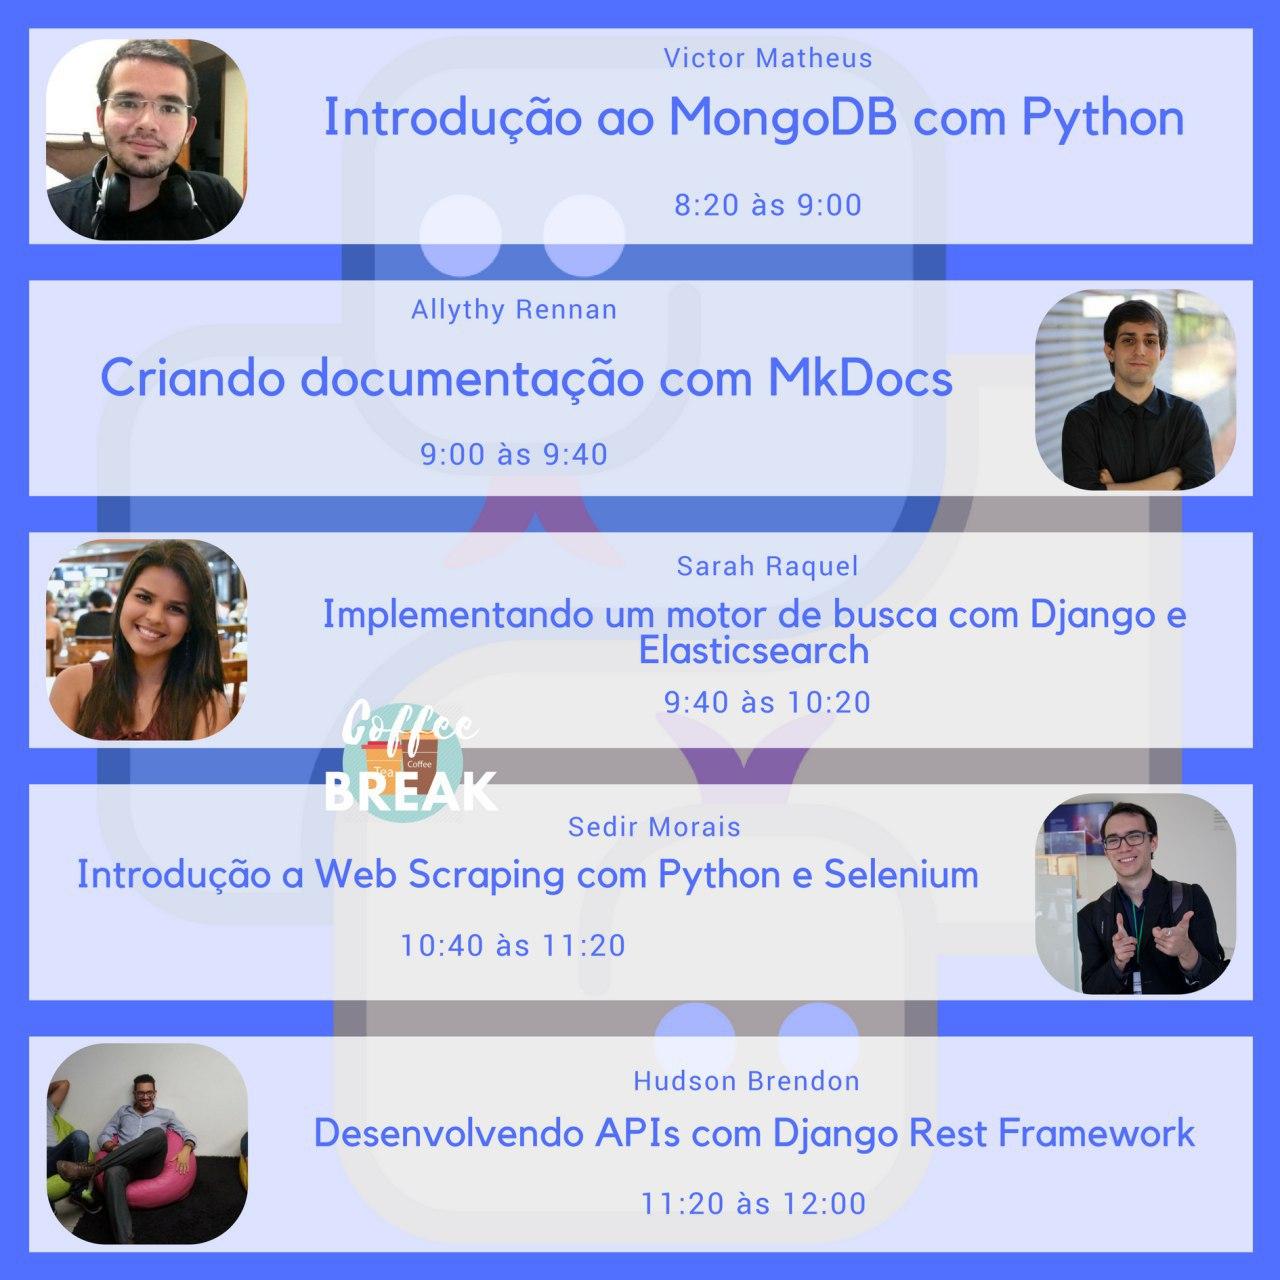 Victor Matheus
Introdução ao MongoDB com Python
8:20 às 9:00
Allythy Rennan
Criando documentação com MkDocs
9:00 às 9:40
Sarah Raquel
Implementando um motor de busca com Django e
Elasticsearch
9:40 às 10:20
Coffee
Tea
Coffee
BREAK
Sedir Morais
Introdução a Web Scraping com Python e Selenium
10:40 às 11:20
Hudson Brendon
Desenvolvendo APIs com Django Rest Framework
11:20 às 12:00